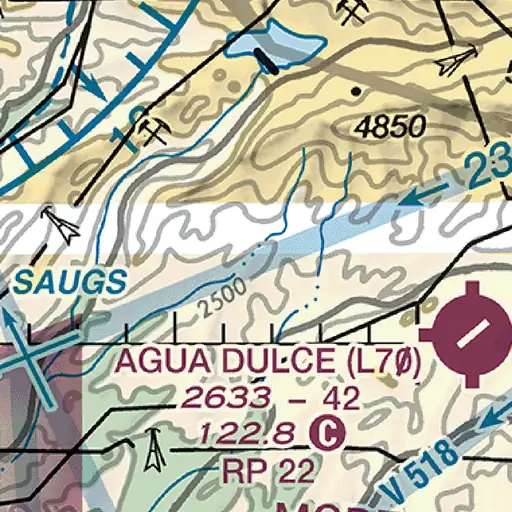 4850
23
SAUGS
2500
AGUA DULCE (L7Ø)
2633 – 42
122.8 C
RP 22
V 518